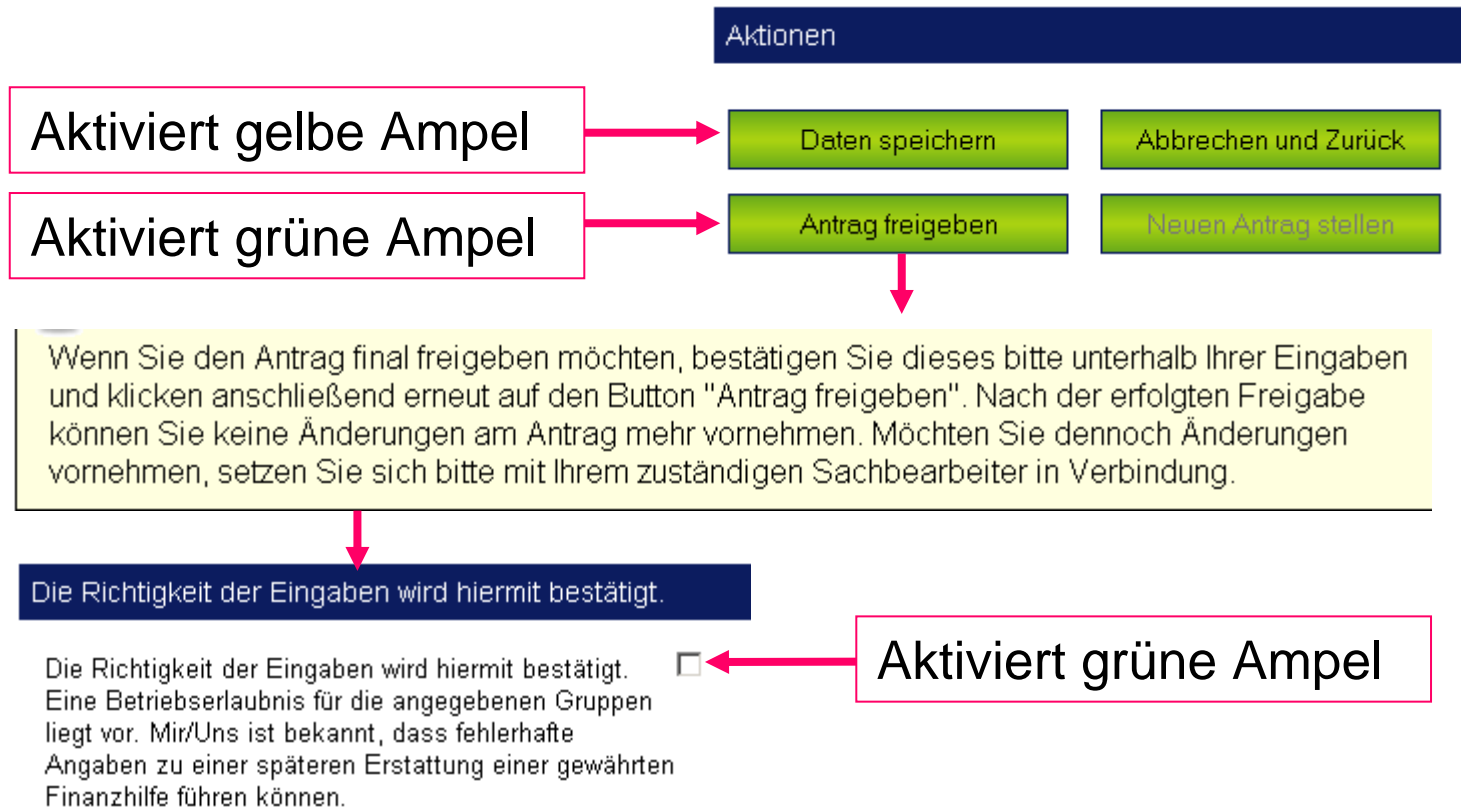 Aktionen
Aktiviert gelbe Ampel
Daten speichern
Abbrechen und Zurück
Aktiviert grüne Ampel
Antrag freigeben
Neuen Antrag stellen
Wenn Sie den Antrag final freigeben möchten, bestätigen Sie dieses bitte unterhalb Ihrer Eingaben
und klicken anschließend erneut auf den Button "Antrag freigeben". Nach der erfolgten Freigabe
können Sie keine Änderungen am Antrag mehr vornehmen. Möchten Sie dennoch Änderungen
vornehmen, setzen Sie sich bitte mit Ihrem zuständigen Sachbearbeiter in Verbindung.
Die Richtigkeit der Eingaben wird hiermit bestätigt.
Die Richtigkeit der Eingaben wird hiermit bestätigt.
Eine Betriebserlaubnis für die angegebenen Gruppen
liegt vor. Mir/Uns ist bekannt, dass fehlerhafte
Angaben zu einer späteren Erstattung einer gewährten
Finanzhilfe führen können.
Aktiviert grüne Ampel